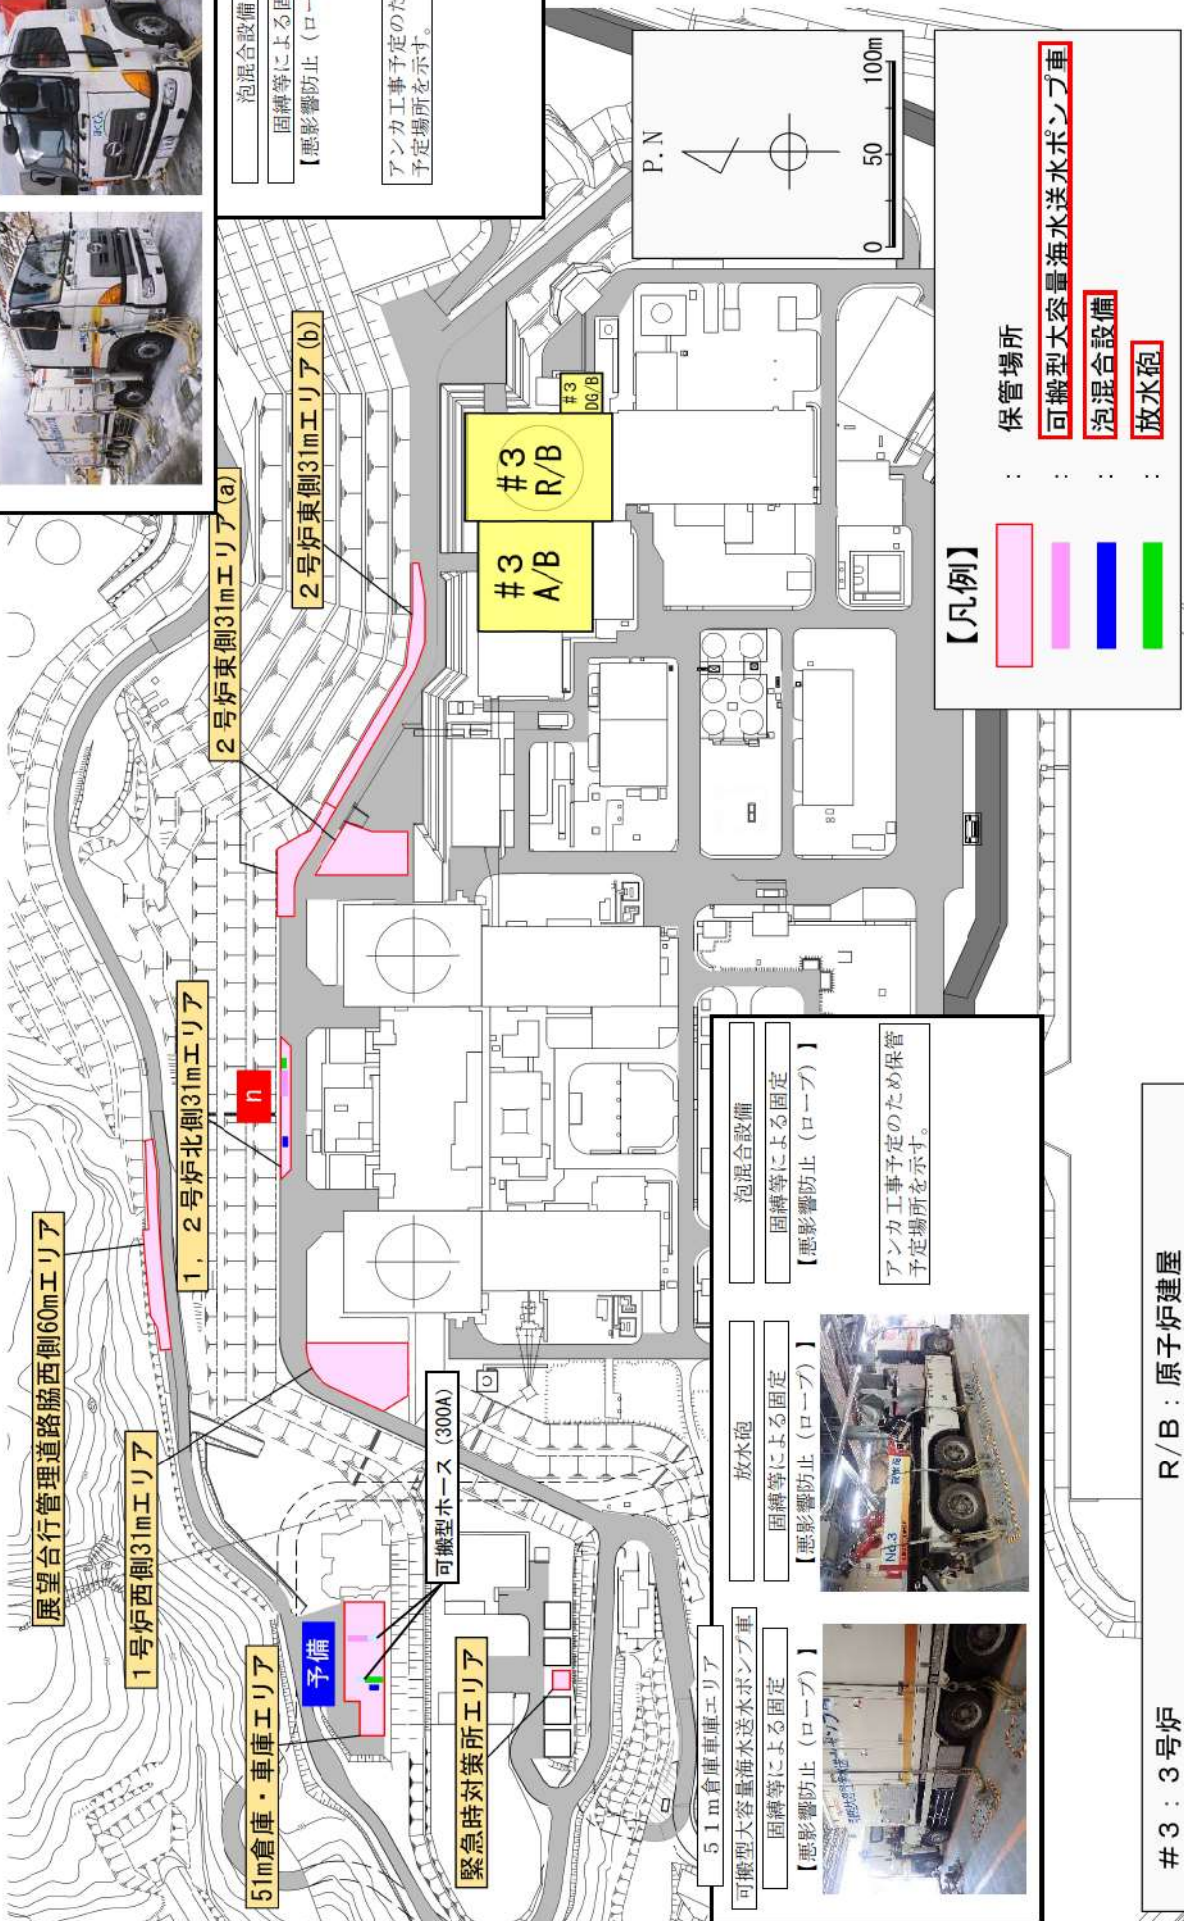 展望台行管理道路脇西側60mエリア
1号炉西側31mエリア
51m倉庫・車庫エリア
予備
緊急時対策所エリア
可搬型ホース（300A）
1，2号炉北側31mエリア
n
2号炉東側31mエリア(a)
2号炉東側31mエリア(b)
#3
A/B
#3
R/B
#3
DG/B
泡混合設備
固縛等による固
【悪影響防止（ロー
アンカ工事予定のた
予定場所を示す。
P.N
0 50 100m
51m倉庫車庫エリア
可搬型大容量海水送水ポンプ車
固縛等による固定
【悪影響防止（ロープ）】
放水砲
固縛等による固定
【悪影響防止（ロープ）】
No.3
泡混合設備
固縛等による固定
【悪影響防止（ロープ）】
アンカ工事予定のため保管
予定場所を示す。
【凡例】
：保管場所
：可搬型大容量海水送水ポンプ車
：泡混合設備
：放水砲
#3：3号炉 R/B：原子炉建屋